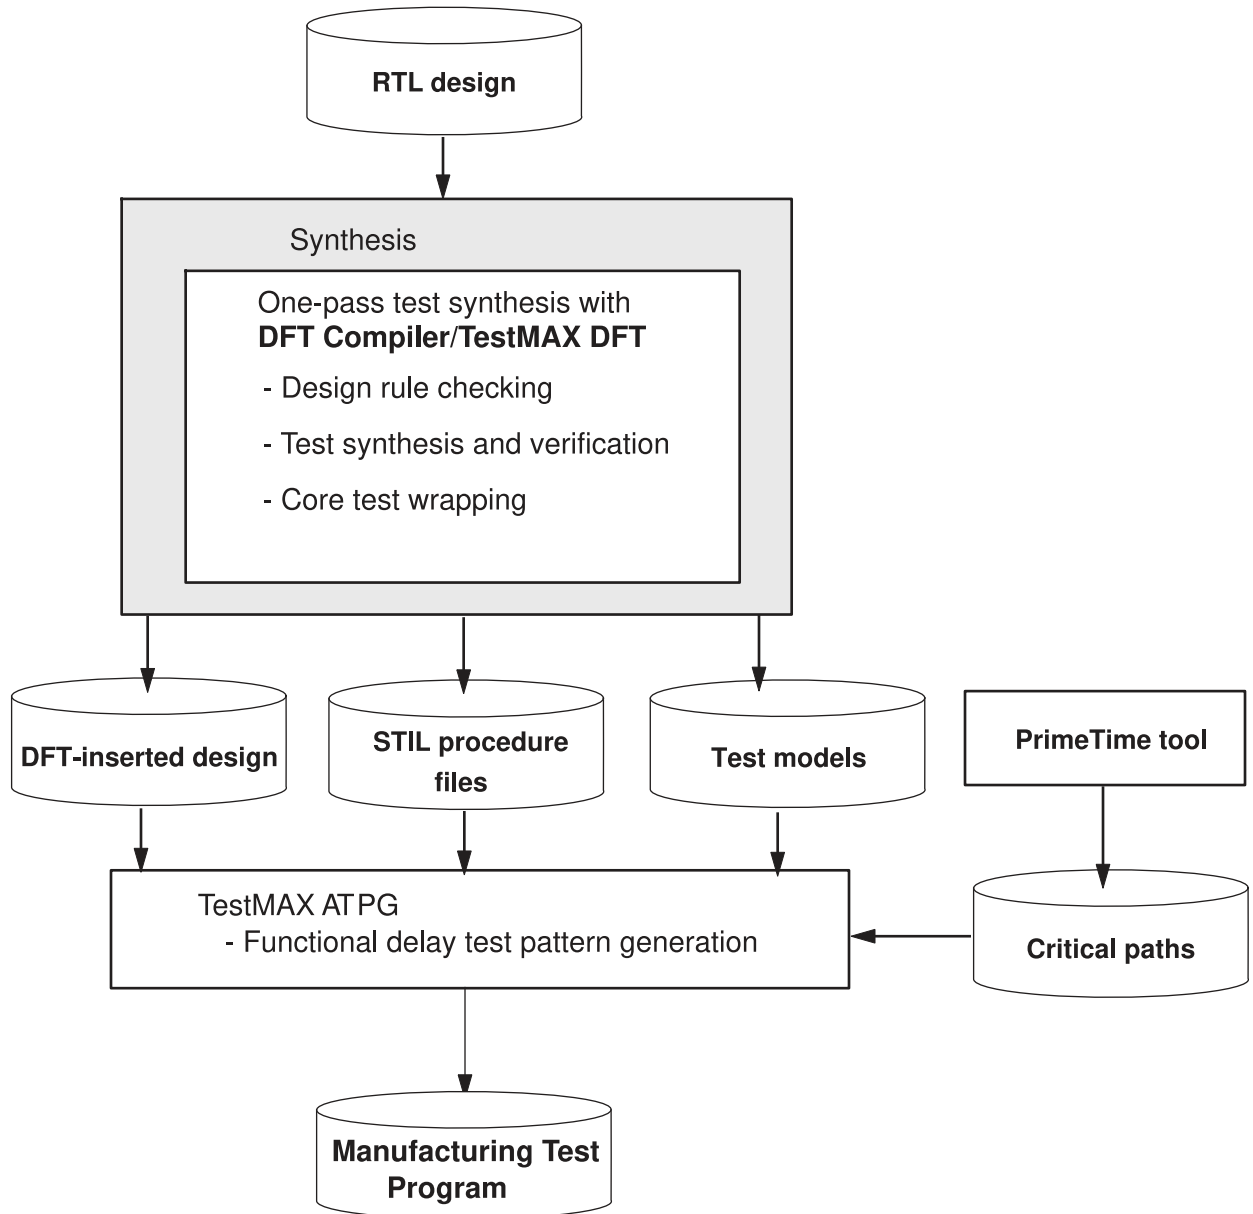 RTL design
Synthesis
One-pass test synthesis with
DFT Compiler/TestMAX DFT
- Design rule checking
- Test synthesis and verification
- Core test wrapping
DFT-inserted design
STIL procedure
files
Test models
PrimeTime tool
TestMAX ATPG
- Functional delay test pattern generation
Critical paths
Manufacturing Test
Program